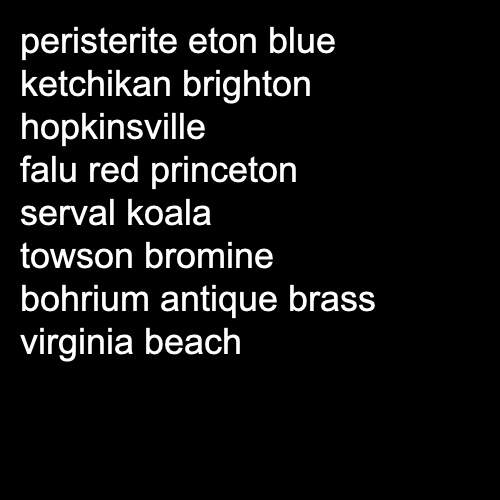 peristerite eton blue
ketchikan brighton
hopkinsville
falu red princeton
serval koala
towson bromine
bohrium antique brass
virginia beach